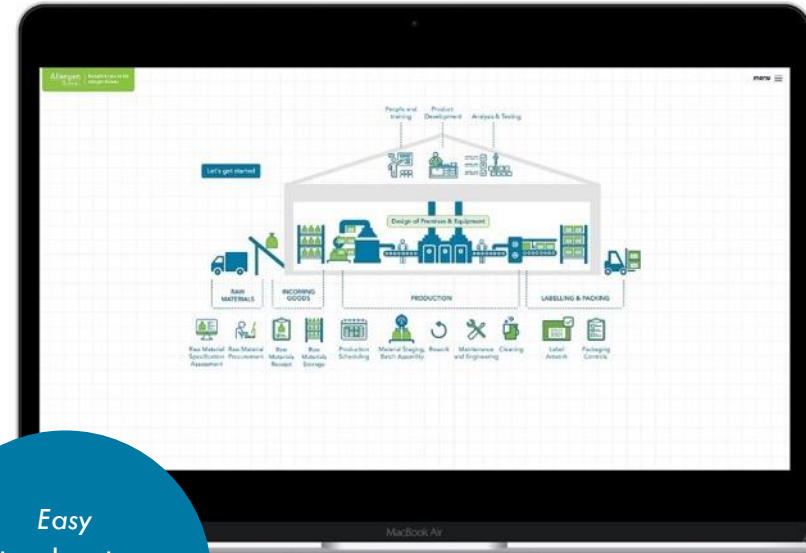 Allergen
Bureau
menu
People and
training
Product
Development
Analysis & Testing
Let's get started
Design of Premises & Equipment
RAW
MATERIALS
INCOMING
GOODS
PRODUCTION
LABELLING & PACKING
Raw Material
Specification
Assessment
Raw Material
Procurement
Raw
Materials
Receipt
Raw
Materials
Storage
Production
Scheduling
Material Staging,
Batch Assembly
Rework
Maintenance
and Engineering
Cleaning
Label
Artwork
Packaging
Controls
MacBook Air
Easy